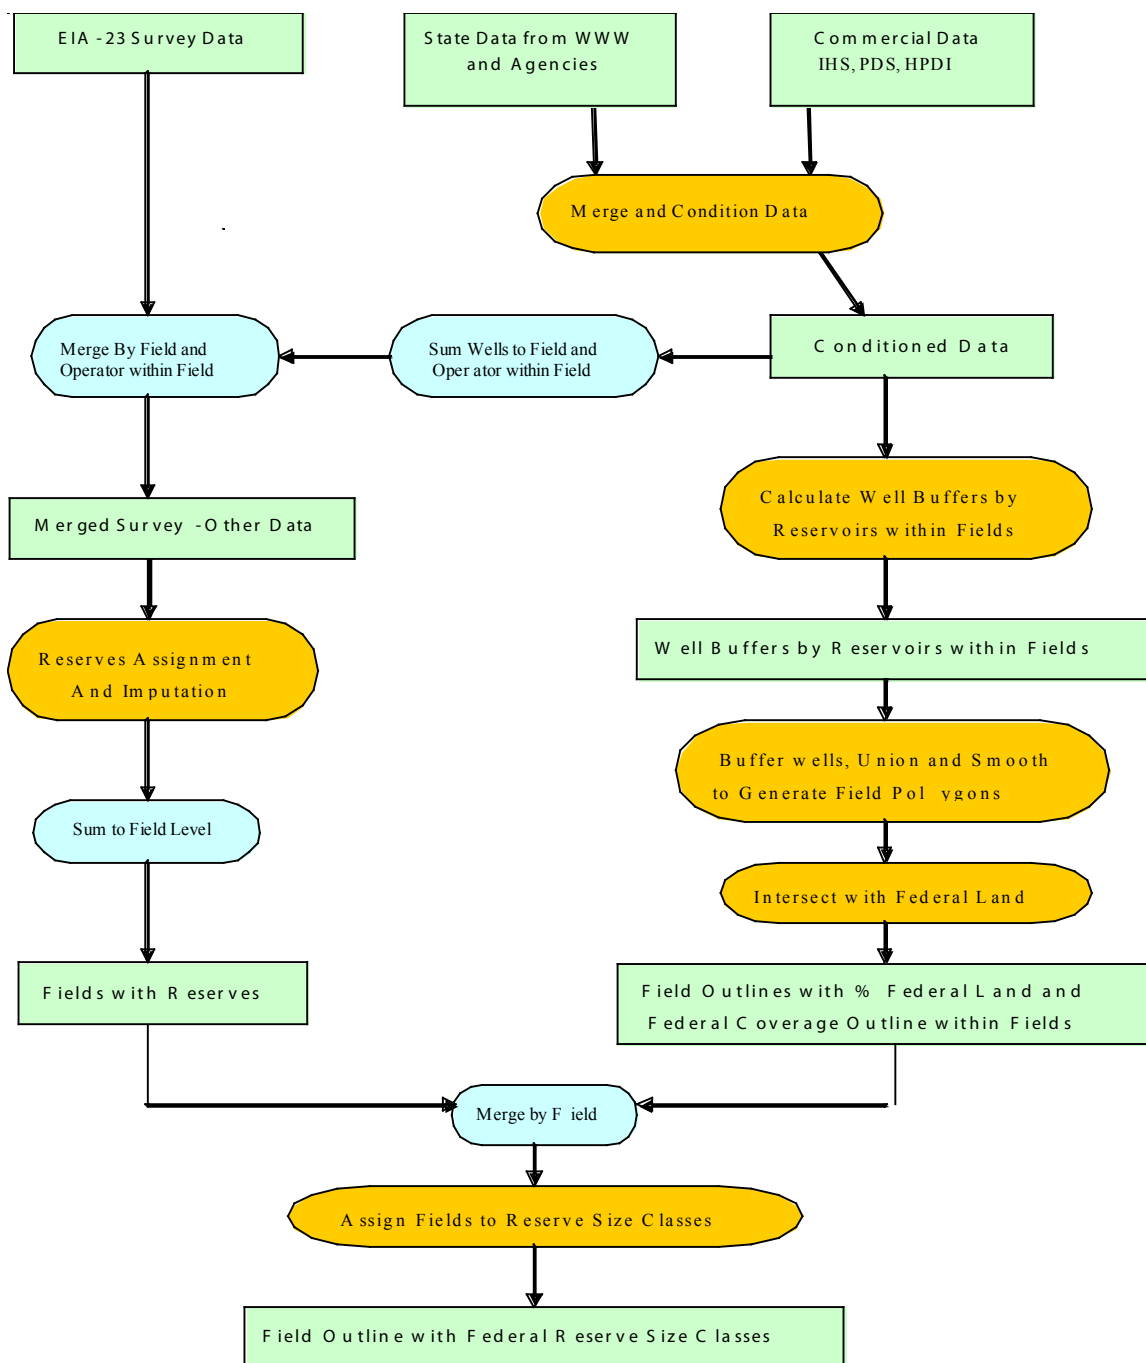 EIA -23 Survey Data
State Data from WWW
and Agencies
Commercial Data
IHS, PDS, HPDI
Merge and Condition Data
Merge By Field and
Operator within Field
Sum Wells to Field and
Oper ator within Field
Conditioned Data
Calculate Well Buffers by
Reservoirs within Fields
Merged Survey -Other Data
Well Buffers by Reservoirs within Fields
Reserves Assignment
And Imputation
Buffer wells, Union and Smooth
to Generate Field Pol ygons
Sum to Field Level
Intersect with Federal Land
Fields with Reserves
Field Outlines with % Federal Land and
Federal Coverage Outline within Fields
Merge by F ield
Assign Fields to Reserve Size Classes
Field Outline with Federal Reserve Size Classes